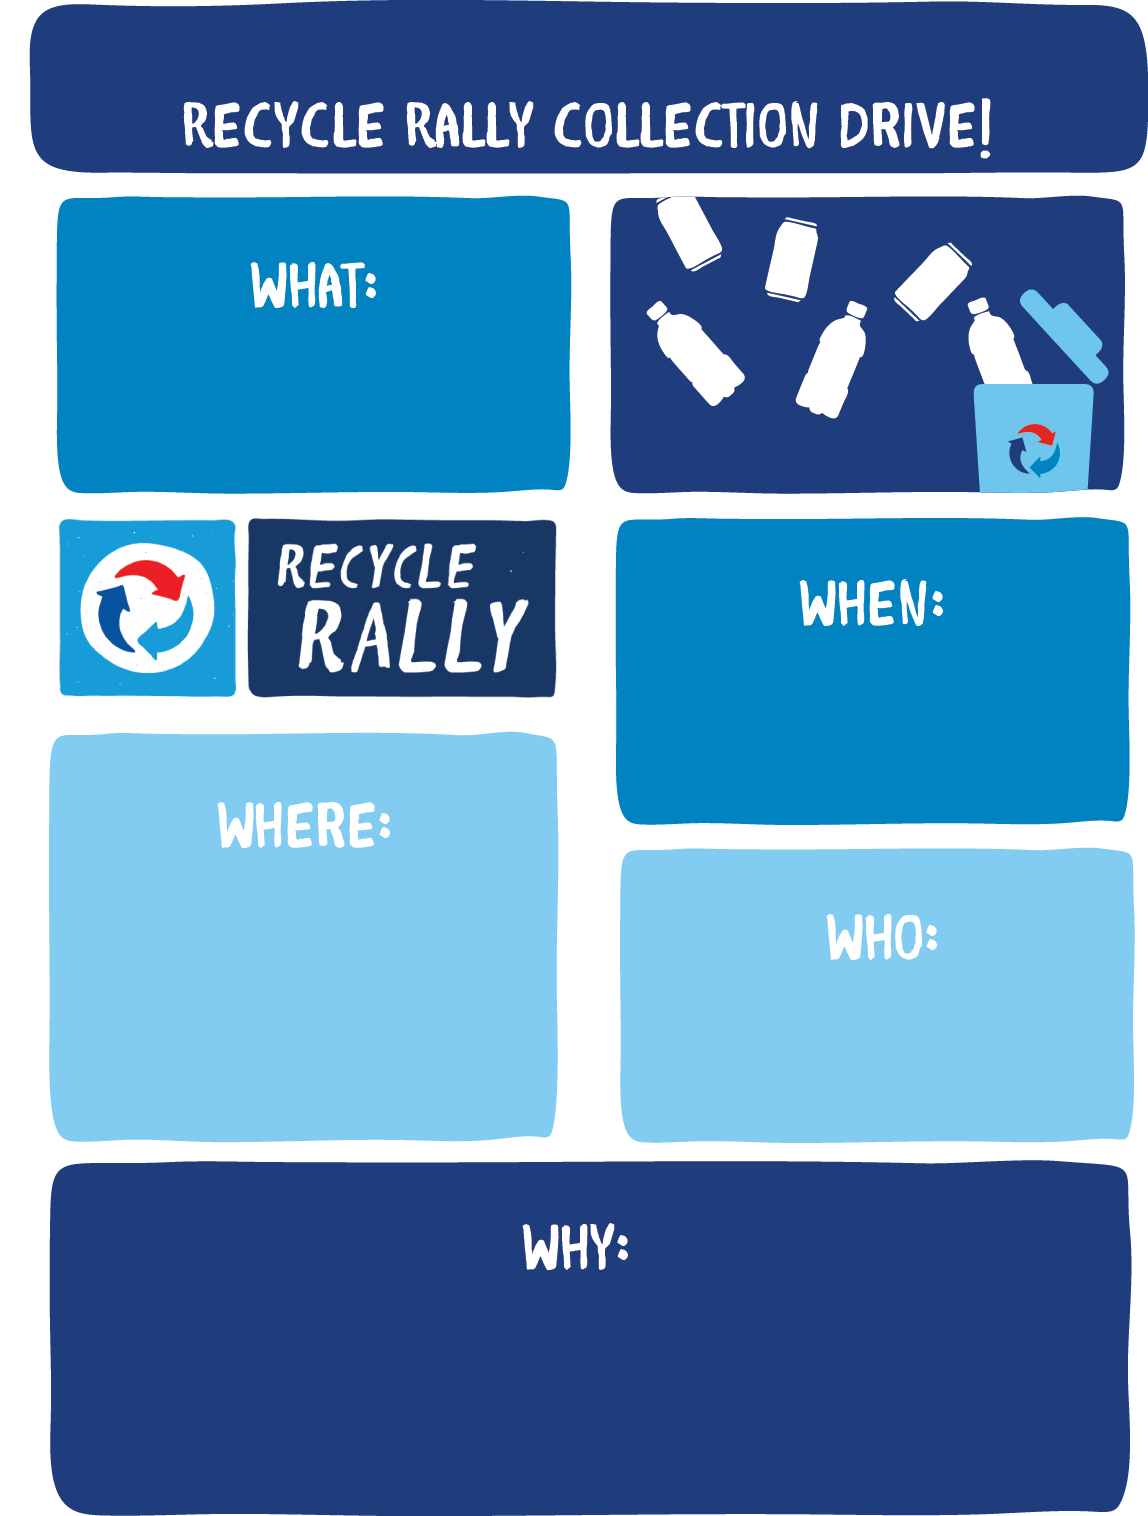 RECYCLE RALLY COLLECTION DRIVE!
WHAT:
RECYCLE
RALLY
WHEN:
WHERE:
WHO:
WHY: